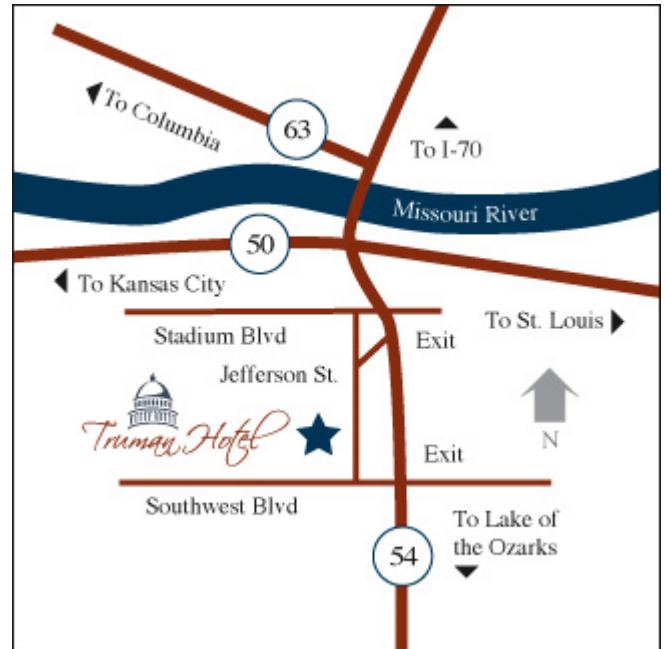 To Columbia
63
To I-70
Missouri River
50
To Kansas City
To St. Louis
Stadium Blvd
Exit
Jefferson St.
Truman Hotel
N
Exit
Southwest Blvd
To Lake of
the Ozarks
54